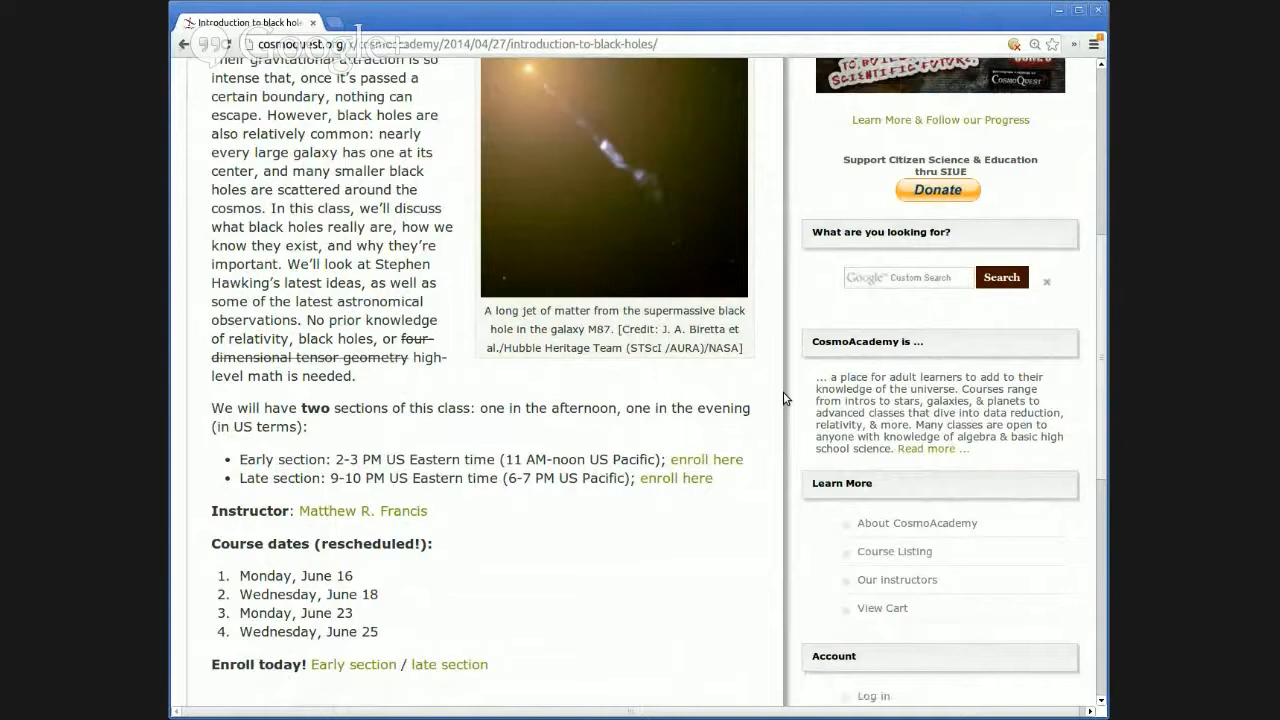 Introduction to black hol
Google+
cosmoquest.org/x/cosmoacademy/2014/04/27/introduction-to-black-holes/
Their gravitational attraction is so
intense that, once it's passed a
certain boundary, nothing can
escape. However, black holes are
also relatively common: nearly
every large galaxy has one at its
center, and many smaller black
holes are scattered around the
cosmos. In this class, we'll discuss
what black holes really are, how we
know they exist, and why they're
important. We'll look at Stephen
Hawking's latest ideas, as well as
some of the latest astronomical
observations. No prior knowledge
of relativity, black holes, or four-
dimensional tensor geometry high-
level math is needed.
A long jet of matter from the supermassive black
hole in the galaxy M87. [Credit: J. A. Biretta et
al./Hubble Heritage Team (STScI /AURA)/NASA]
We will have two sections of this class: one in the afternoon, one in the evening
(in US terms):
• Early section: 2-3 PM US Eastern time (11 AM-noon US Pacific); enroll here
• Late section: 9-10 PM US Eastern time (6-7 PM US Pacific); enroll here
Instructor: Matthew R. Francis
Course dates (rescheduled!):
1. Monday, June 16
2. Wednesday, June 18
3. Monday, June 23
4. Wednesday, June 25
Enroll today! Early section / late section
TO BUI
SCIENTIFIC FUTURE.
COSMOQUEST
Learn More & Follow our Progress
Support Citizen Science & Education
thru SIUE
Donate
What are you looking for?
Google™ Custom Search
Search
CosmoAcademy is ...
... a place for adult learners to add to their
knowledge of the universe. Courses range
from intros to stars, galaxies, & planets to
advanced classes that dive into data reduction,
relativity, & more. Many classes are open to
anyone with knowledge of algebra & basic high
school science. Read more ...
Learn More
About CosmoAcademy
Course Listing
Our instructors
View Cart
Account
Log in